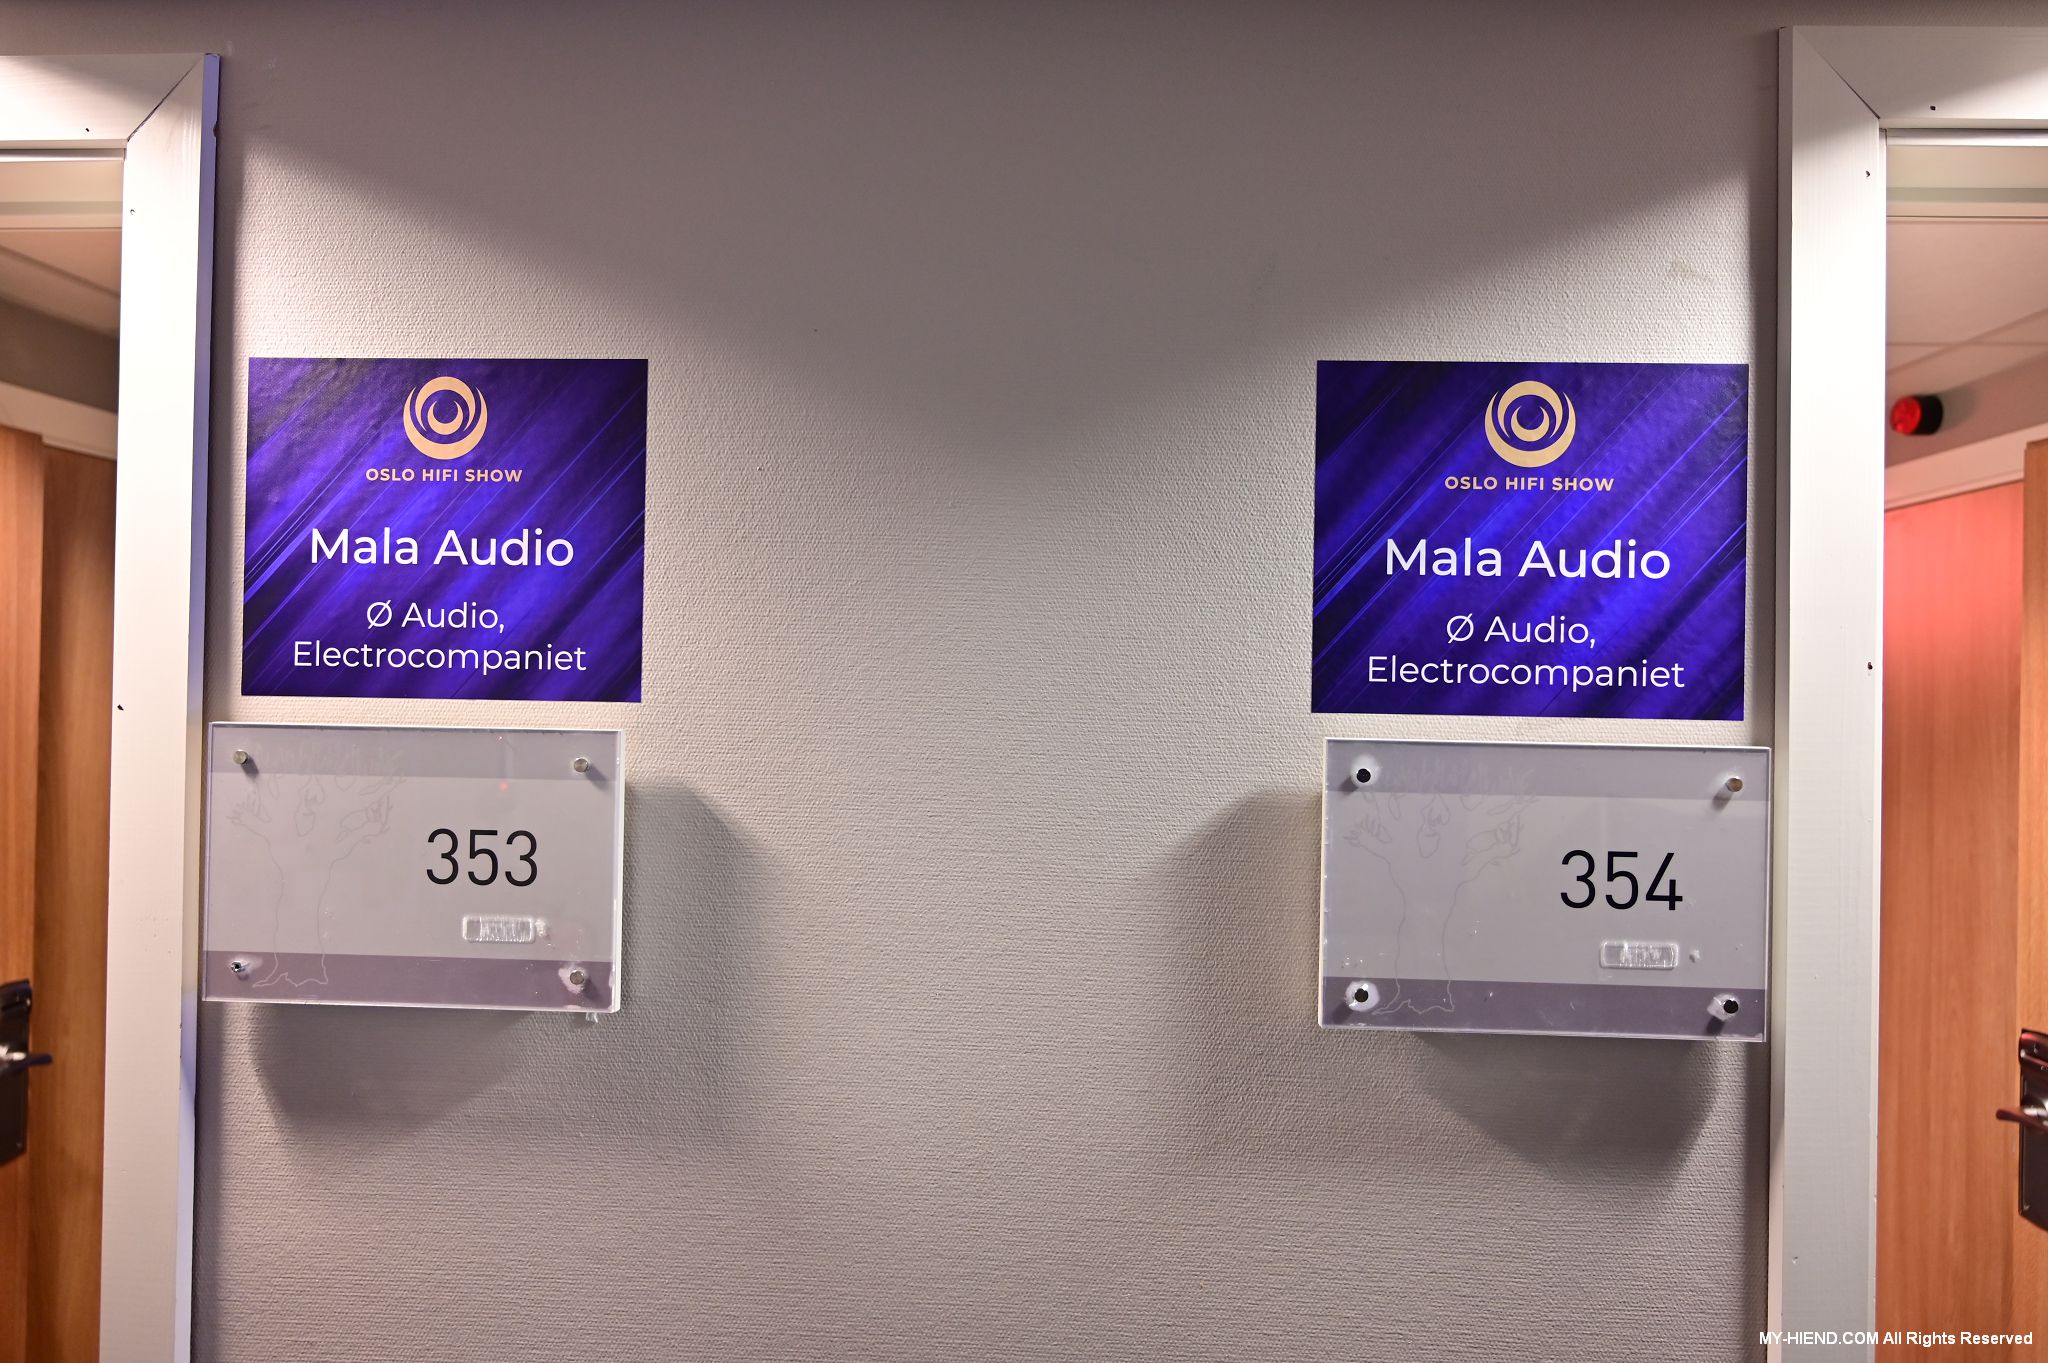 OSLO HIFI SHOW
Mala Audio
Ø Audio,
Electrocompaniet
353
OSLO HIFI SHOW
Mala Audio
Ø Audio,
Electrocompaniet
354
MY-HIEND.COM All Rights Reserved